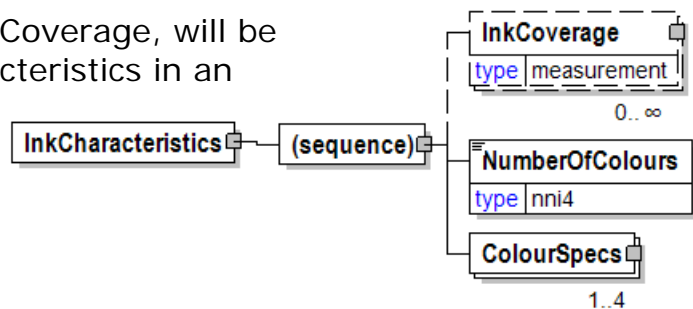 Coverage, will be
cteristics in an
InkCharacteristics
(sequence)
InkCoverage
type measurement
0..∞
NumberOfColours
type nni4
ColourSpecs
1..4